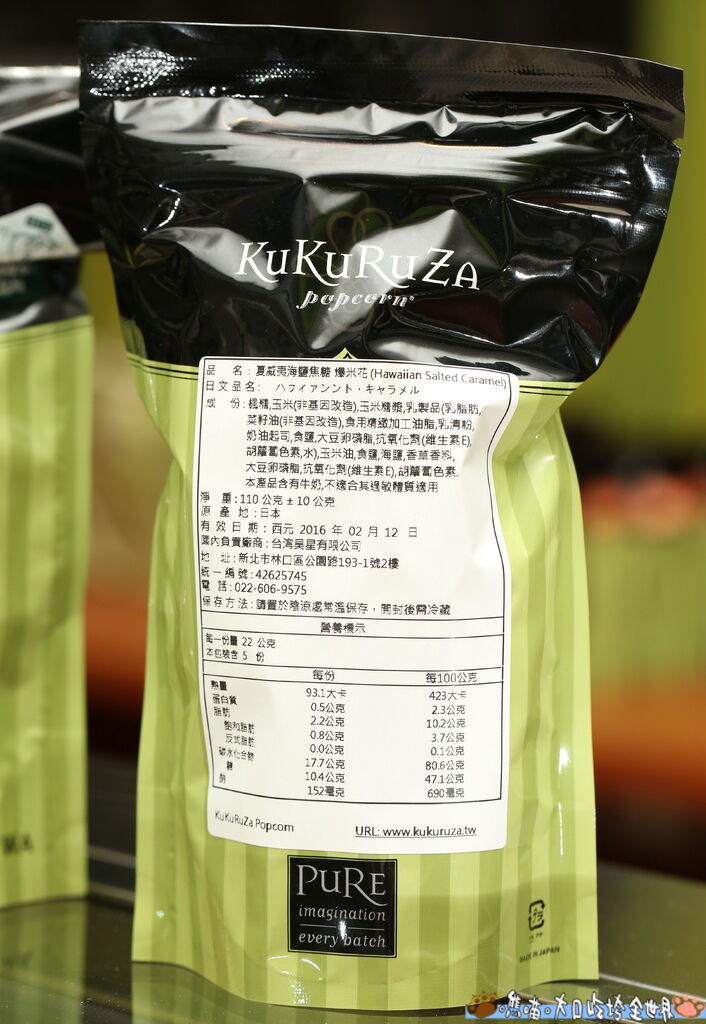 KuKuRuZa
popcorn
品 名：夏威夷海鹽焦糖 爆米花(Hawaiian Salted Caramel)
日文品名： ハワイアンソルト・キャラメル
成 份：楓糖,玉米(非基因改造),玉米糖漿,乳製品(乳脂肪,
菜籽油(非基因改造),食用精緻加工油脂,乳清粉,
奶油起司,食鹽,大豆卵磷脂,抗氧化劑(維生素E),
胡蘿蔔色素,水),玉米油,食鹽,海鹽,香草香料,
大豆卵磷脂,抗氧化劑(維生素E),胡蘿蔔色素.
本產品含有牛奶,不適合其過敏體質適用
淨 重:110 公克 ± 10 公克
原 產 地 :日本
有 效 日 期：西元 2016 年 02 月 12 日
國內負責廠商：台灣昊星有限公司
地 址：新北市林口區公園路193-1號2樓
統一編號:42625745
電 話:022-606-9575
保存方法:請置於陰涼處常溫保存，開封後需冷藏
營養標示
每一份量 22 公克
本包裝含 5 份
每份 每100公克
熱量 93.1大卡 423大卡
蛋白質 0.5公克 2.3公克
脂肪 2.2公克 10.2公克
飽和脂肪 0.8公克 3.7公克
反式脂肪 0.0公克 0.1公克
碳水化合物 17.7公克 80.6公克
糖 10.4公克 47.1公克
鈉 152毫克 690毫克
KuKuRuZa Popcorn URL: www.kukuruza.tw
PURE
imagination
every batch
MADE IN JAPAN